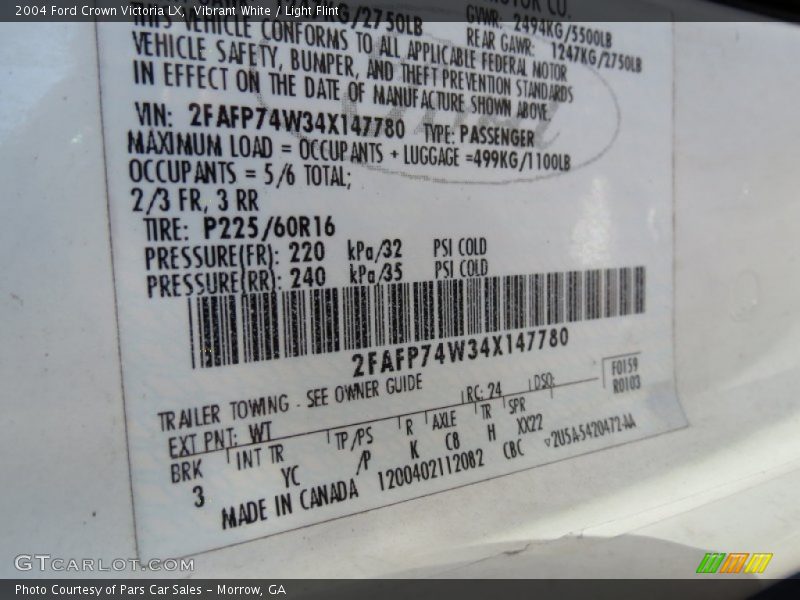 2004 Ford Crown Victoria LX, Vibrant White / Light Flint
KG/2750LB
GVWR: 2494KG/5500LB
REAR GAWR: 1247KG/2750LB
THIS VEHICLE CONFORMS TO ALL APPLICABLE FEDERAL MOTOR
VEHICLE SAFETY, BUMPER, AND THEFT PREVENTION STANDARDS
IN EFFECT ON THE DATE OF MANUFACTURE SHOWN ABOVE.
VIN: 2FAFP74W34X147780 TYPE: PASSENGER
MAXIMUM LOAD = OCCUPANTS + LUGGAGE =499KG/1100LB
OCCUPANTS = 5/6 TOTAL;
2/3 FR, 3 RR
TIRE: P225/60R16
PRESSURE(FR): 220 kPa/32 PSI COLD
PRESSURE(RR): 240 kPa/35 PSI COLD
2FAFP74W34X147780
F0159
R0103
TRAILER TOWING - SEE OWNER GUIDE
RC: 24 DSO:
EXT PNT: WT
BRK INT TR TP/PS R AXLE TR SPR
3 YC /P K C8 H XX22
MADE IN CANADA 1200402112082 CBC ▽2U5A-5420472-AA
GTCARLOT.COM
Photo Courtesy of Pars Car Sales - Morrow, GA